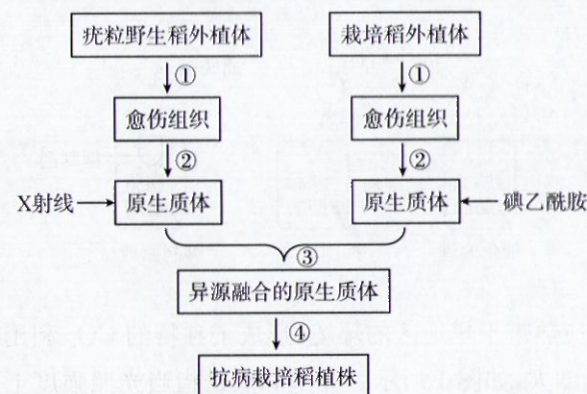 疣粒野生稻外植体 栽培稻外植体
① ①
愈伤组织 愈伤组织
② ②
X射线 原生质体 原生质体 碘乙酰胺
③
异源融合的原生质体
④
抗病栽培稻植株